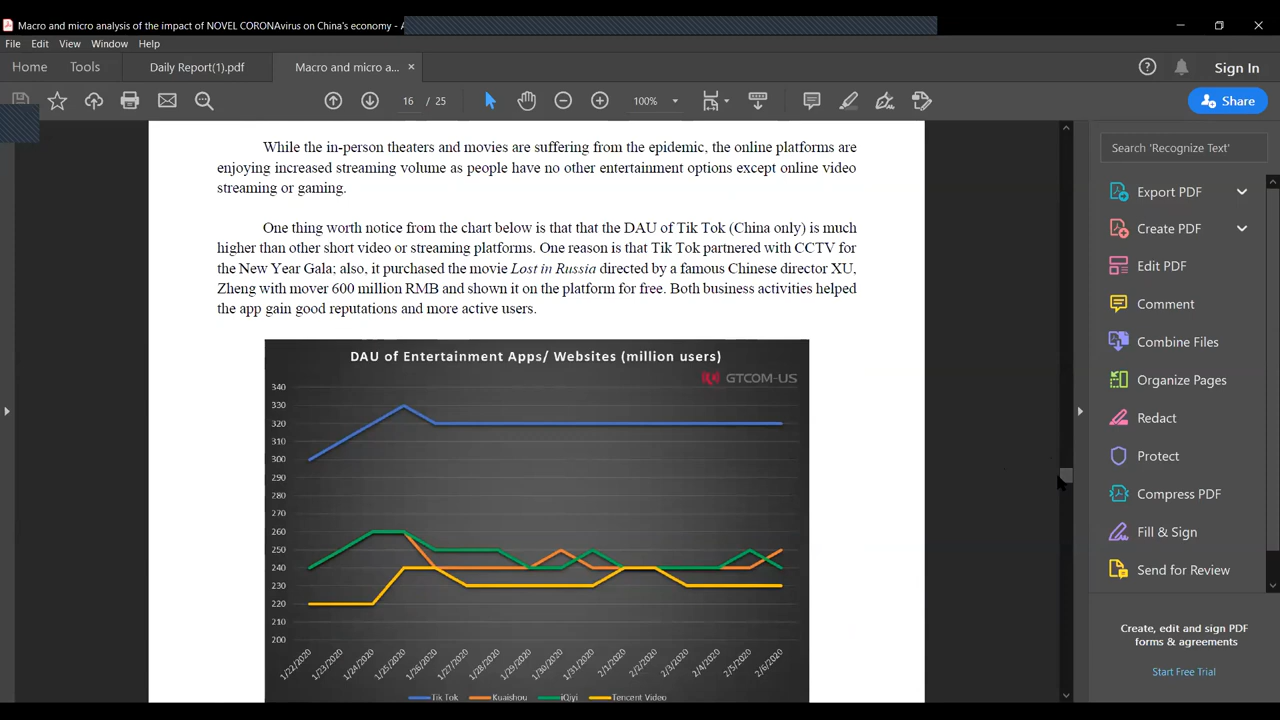 Macro and micro analysis of the impact of NOVEL CORONAvirus on China's economy - A
File Edit View Window Help
Home Tools Daily Report(1).pdf Macro and micro a... ×
? Sign In
16 / 25 100%
Share
While the in-person theaters and movies are suffering from the epidemic, the online platforms are
enjoying increased streaming volume as people have no other entertainment options except online video
streaming or gaming.
One thing worth notice from the chart below is that that the DAU of Tik Tok (China only) is much
higher than other short video or streaming platforms. One reason is that Tik Tok partnered with CCTV for
the New Year Gala; also, it purchased the movie Lost in Russia directed by a famous Chinese director XU,
Zheng with mover 600 million RMB and shown it on the platform for free. Both business activities helped
the app gain good reputations and more active users.
DAU of Entertainment Apps/ Websites (million users)
GTCOM-US
340
330
320
310
300
290
280
270
260
250
240
230
220
210
200
1/22/2020 1/23/2020 1/24/2020 1/25/2020 1/26/2020 1/27/2020 1/28/2020 1/29/2020 1/30/2020 1/31/2020 2/1/2020 2/2/2020 2/3/2020 2/4/2020 2/5/2020 2/6/2020
Tik Tok Kuaishou iQiyi Tencent Video
Search 'Recognize Text'
Export PDF
Create PDF
Edit PDF
Comment
Combine Files
Organize Pages
Redact
Protect
Compress PDF
Fill & Sign
Send for Review
Create, edit and sign PDF
forms & agreements
Start Free Trial